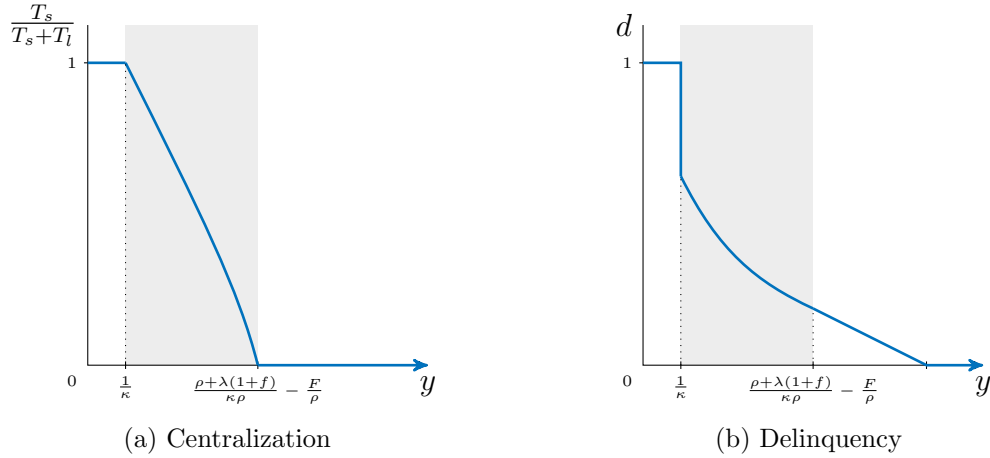 T_s / (T_s+T_l)
1
0
1/κ
(ρ+λ(1+f))/(κρ) − F/ρ
y
(a) Centralization
d
1
0
1/κ
(ρ+λ(1+f))/(κρ) − F/ρ
y
(b) Delinquency